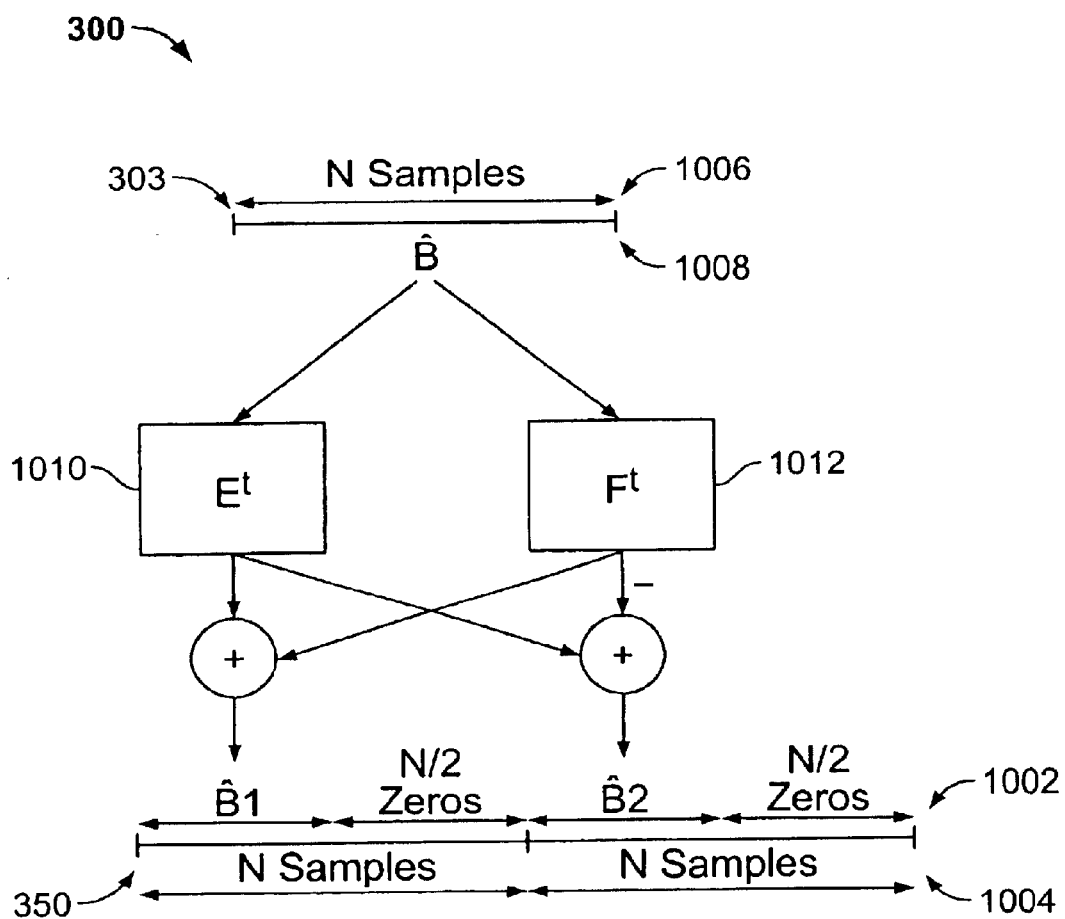 300
303
N Samples
1006
B̂
1008
1010
Eᵗ
Fᵗ
1012
–
+
+
B̂1
N/2
Zeros
B̂2
N/2
Zeros
1002
N Samples
N Samples
350
1004